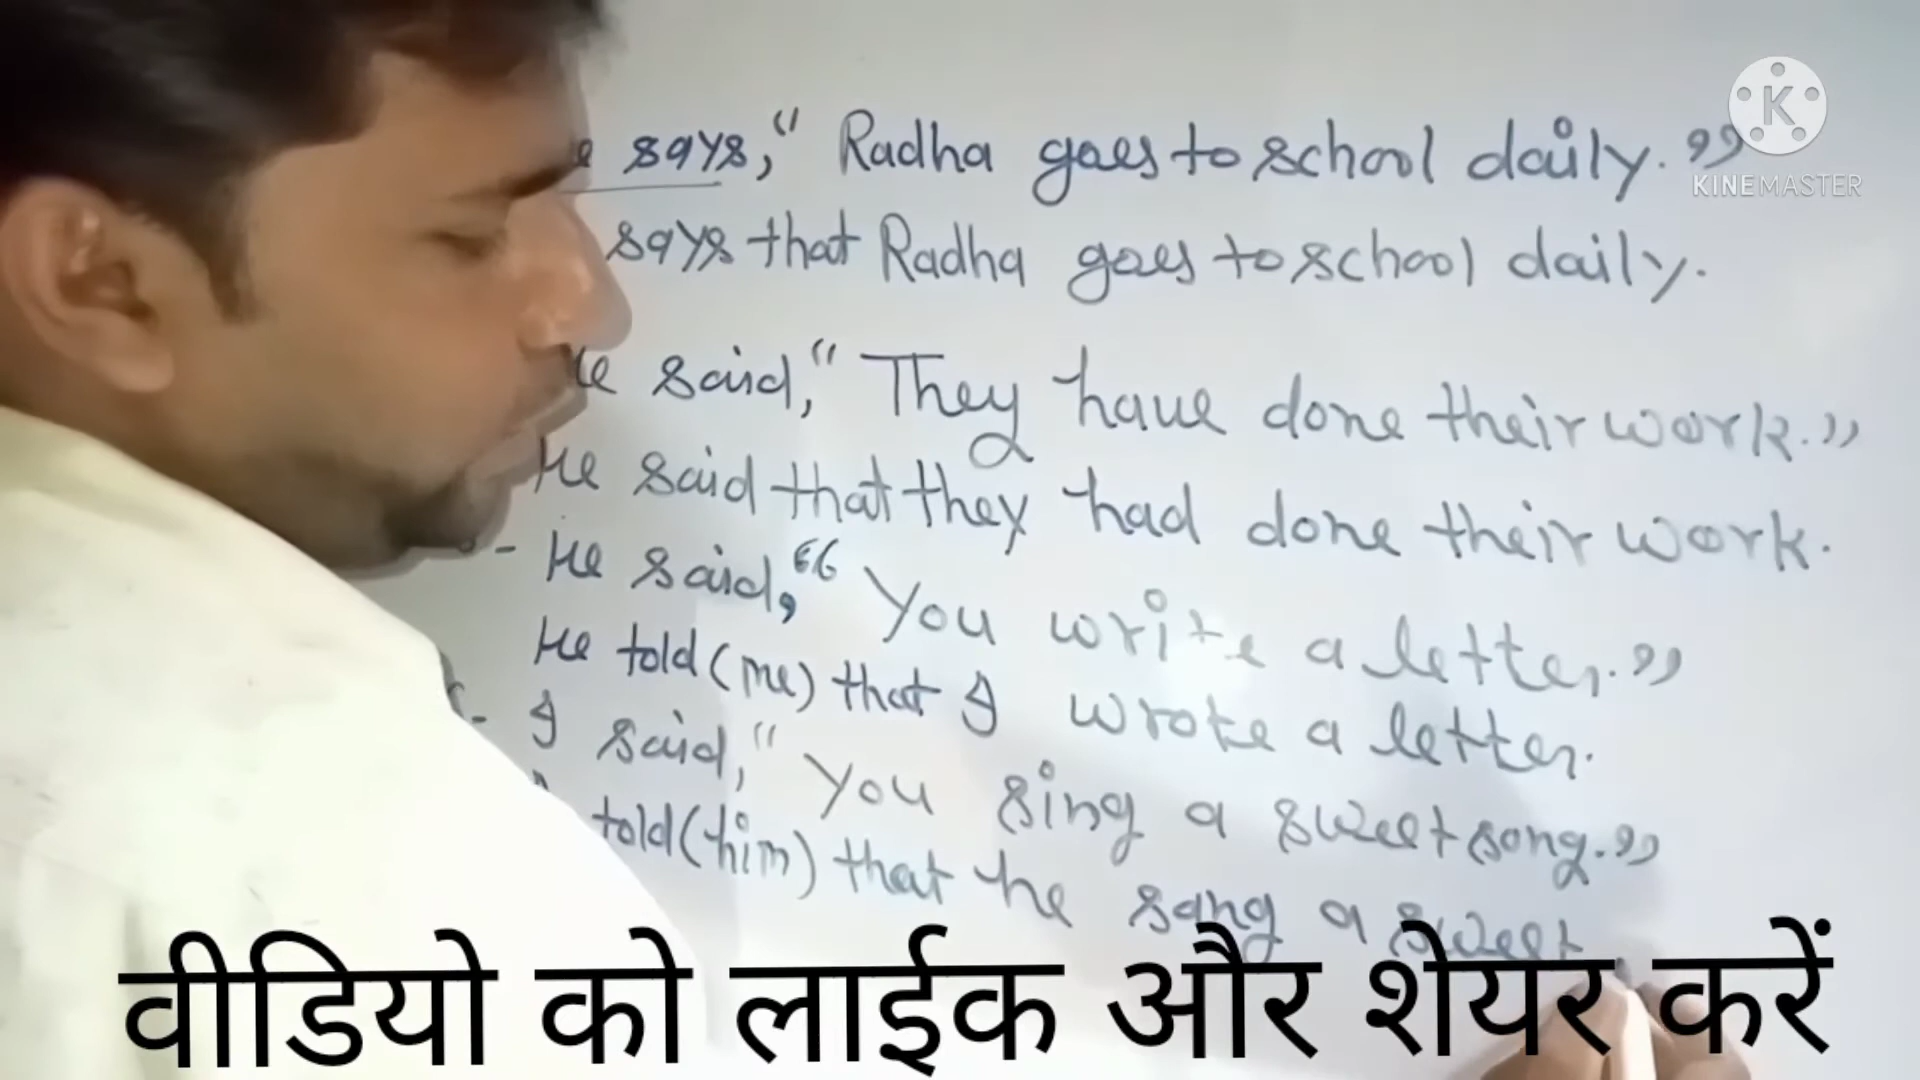 says," Radha goes to school daily."
says that Radha goes to school daily.
He said," They have done their work."
He said that they had done their work.
- He said, "You write a letter."
He told (me) that I wrote a letter.
- I said," You sing a sweet song."
told (him) that he sang a sweet
वीडियो को लाईक और शेयर करें
KINEMASTER